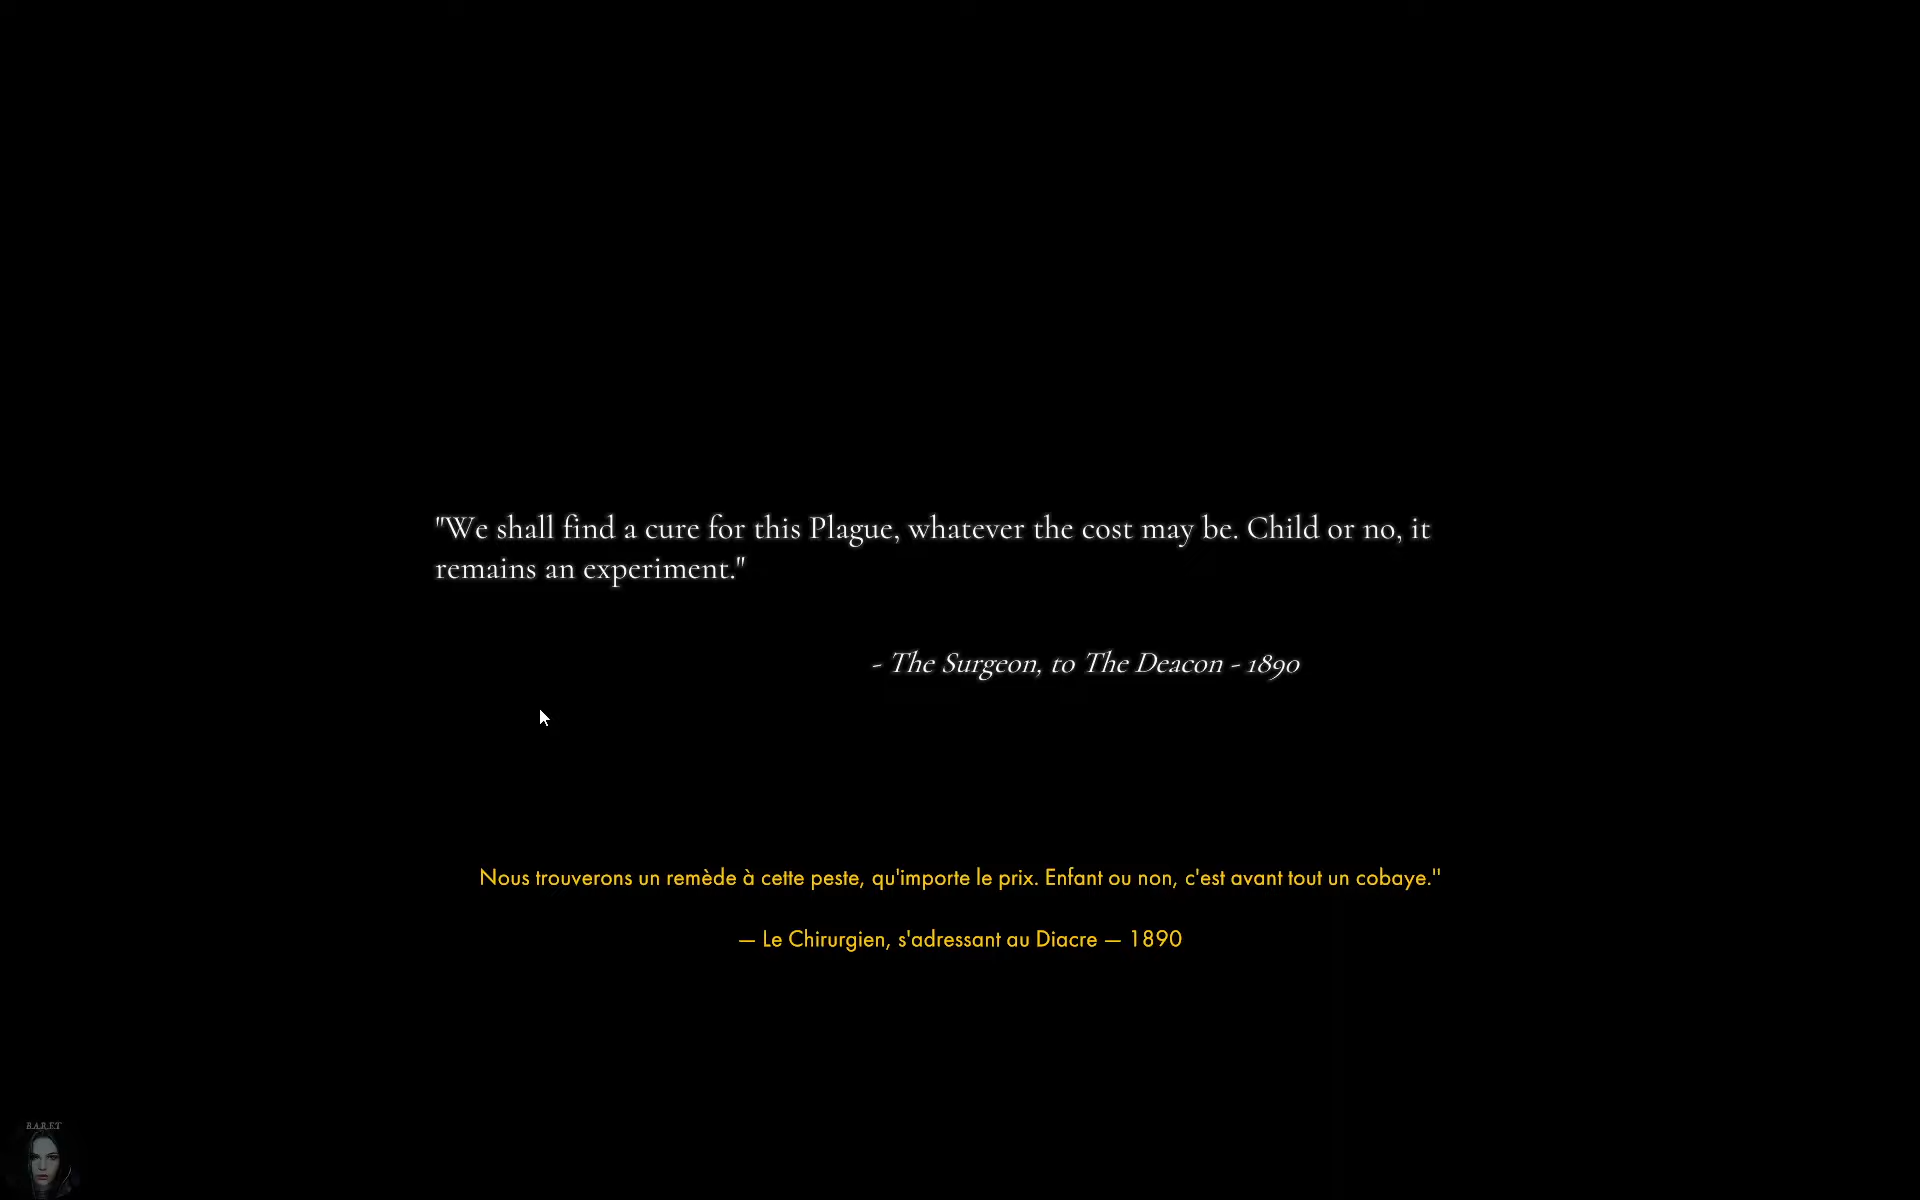 "We shall find a cure for this Plague, whatever the cost may be. Child or no, it
remains an experiment."
- The Surgeon, to The Deacon - 1890
Nous trouverons un remède à cette peste, qu'importe le prix. Enfant ou non, c'est avant tout un cobaye."
— Le Chirurgien, s'adressant au Diacre — 1890
B.A.R.E.T